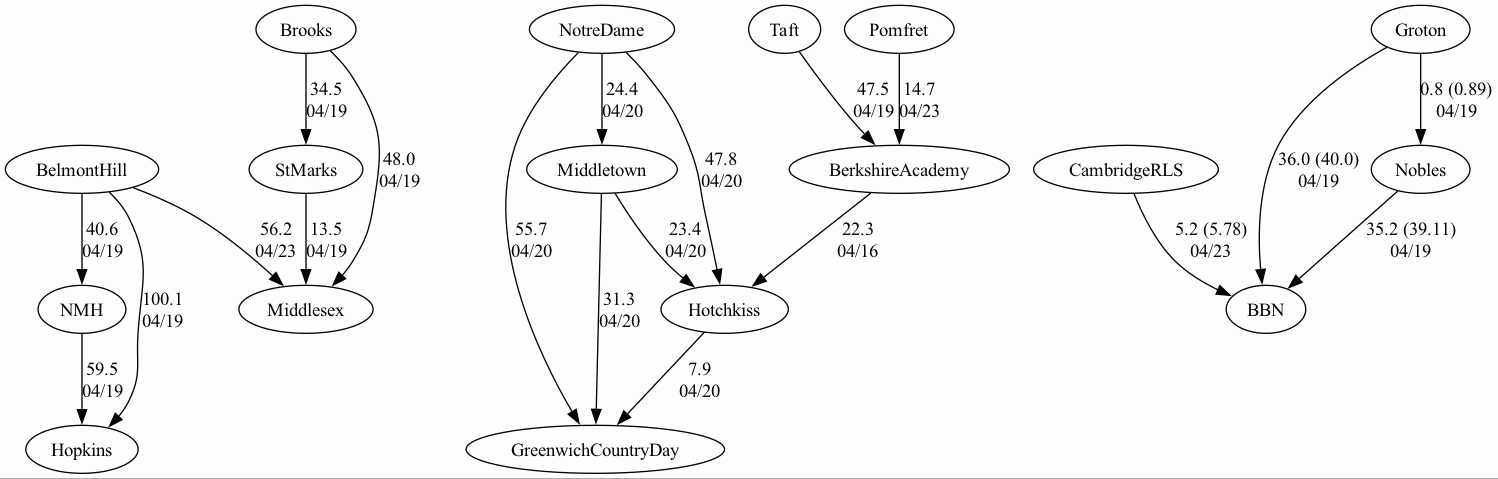 Brooks
NotreDame
Taft
Pomfret
Groton
34.5
04/19
24.4
04/20
47.5
04/19
14.7
04/23
0.8 (0.89)
04/19
BelmontHill
StMarks
48.0
04/19
Middletown
47.8
04/20
BerkshireAcademy
CambridgeRLS
36.0 (40.0)
04/19
Nobles
40.6
04/19
56.2
04/23
13.5
04/19
55.7
04/20
23.4
04/20
22.3
04/16
5.2 (5.78)
04/23
35.2 (39.11)
04/19
NMH
100.1
04/19
Middlesex
31.3
04/20
Hotchkiss
BBN
59.5
04/19
7.9
04/20
Hopkins
GreenwichCountryDay